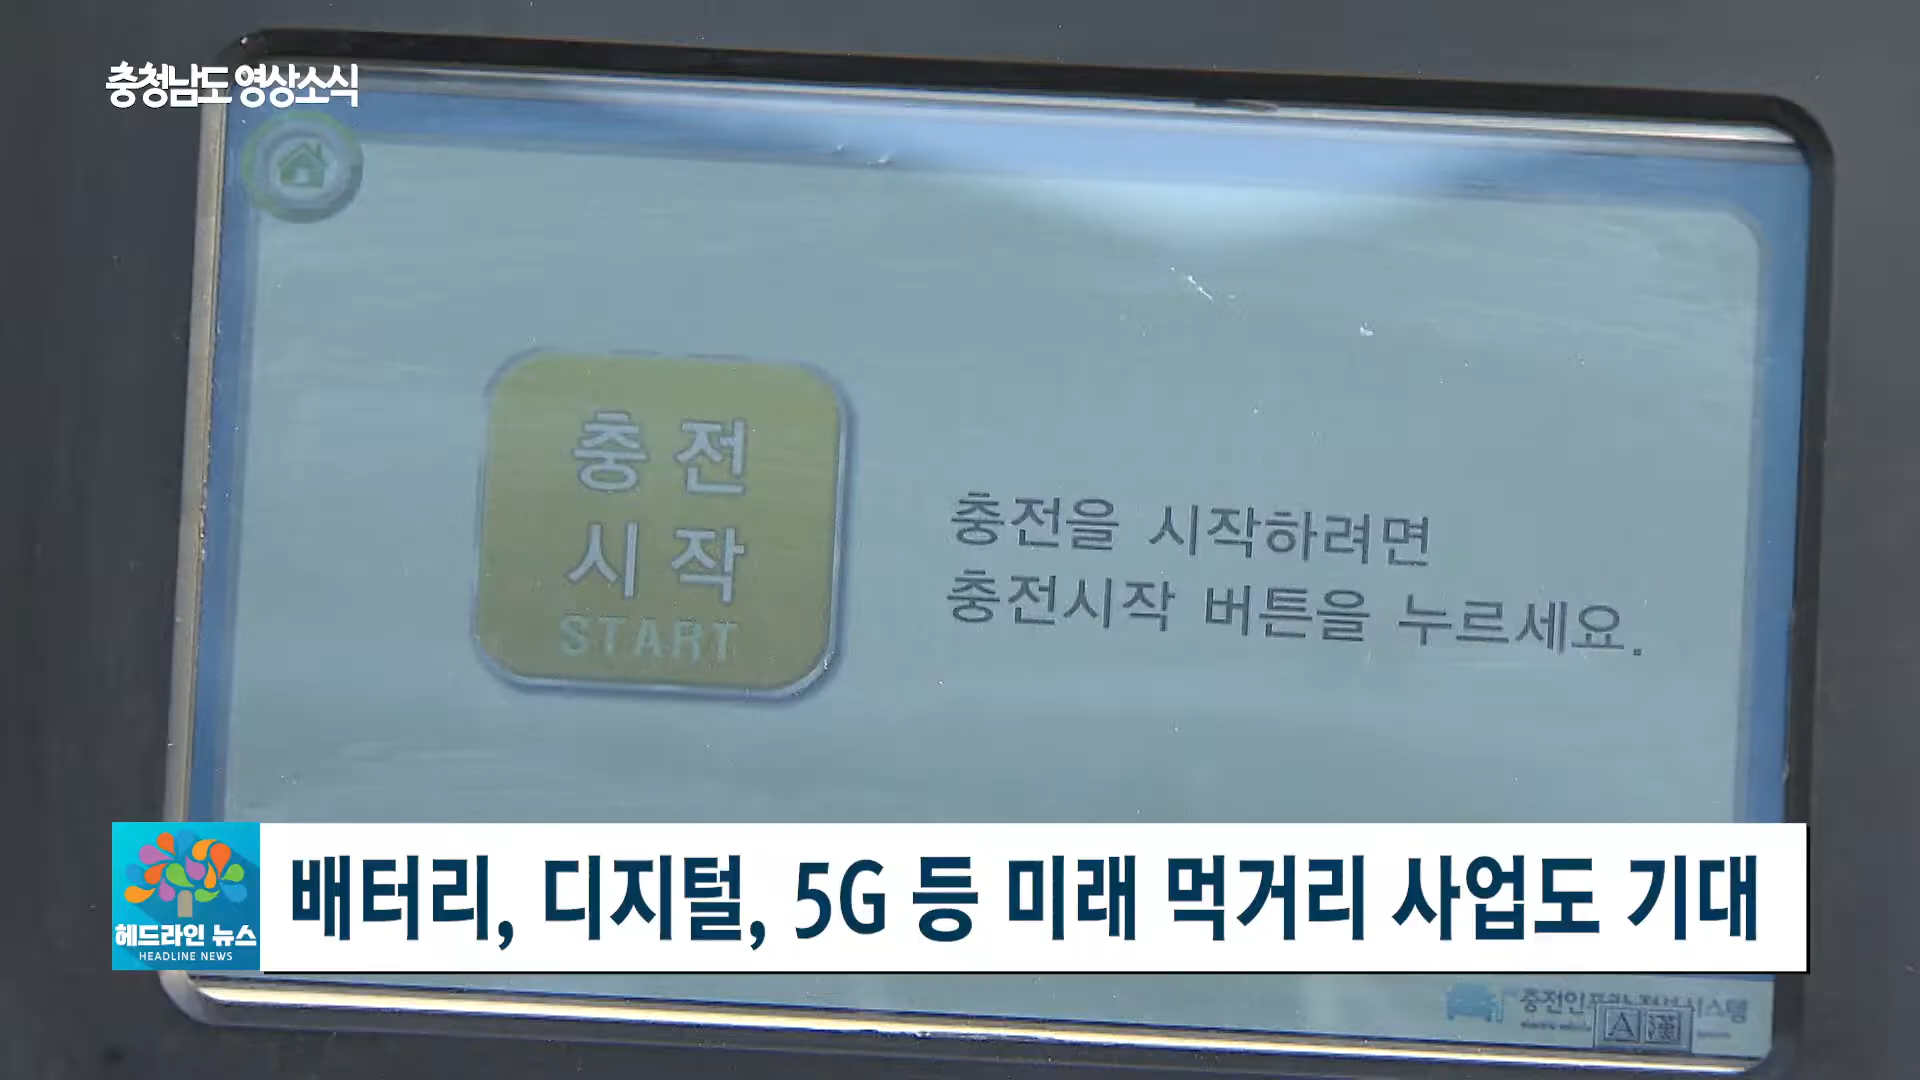 충청남도 영상소식
충전
시작
START
충전을 시작하려면
충전시작 버튼을 누르세요.
배터리, 디지털, 5G 등 미래 먹거리 사업도 기대
헤드라인 뉴스
HEADLINE NEWS
A 漢